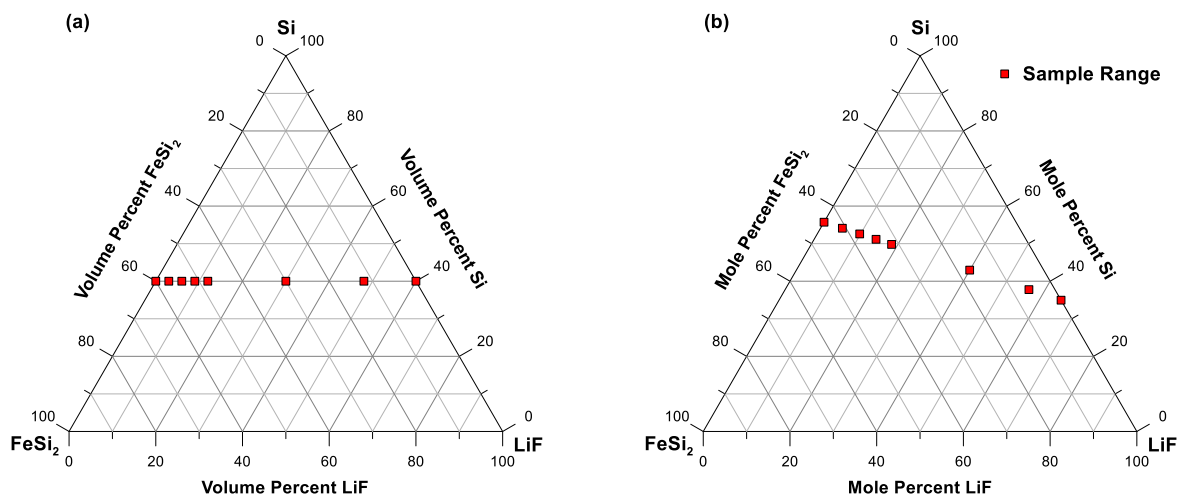 (a)
Si
0
100
20
80
Volume Percent FeSi₂
Volume Percent Si
40
60
60
40
80
20
100
0
FeSi₂
LiF
0
20
40
60
80
100
Volume Percent LiF
(b)
Si
0
100
Sample Range
20
80
Mole Percent FeSi₂
Mole Percent Si
40
60
60
40
80
20
100
0
FeSi₂
LiF
0
20
40
60
80
100
Mole Percent LiF